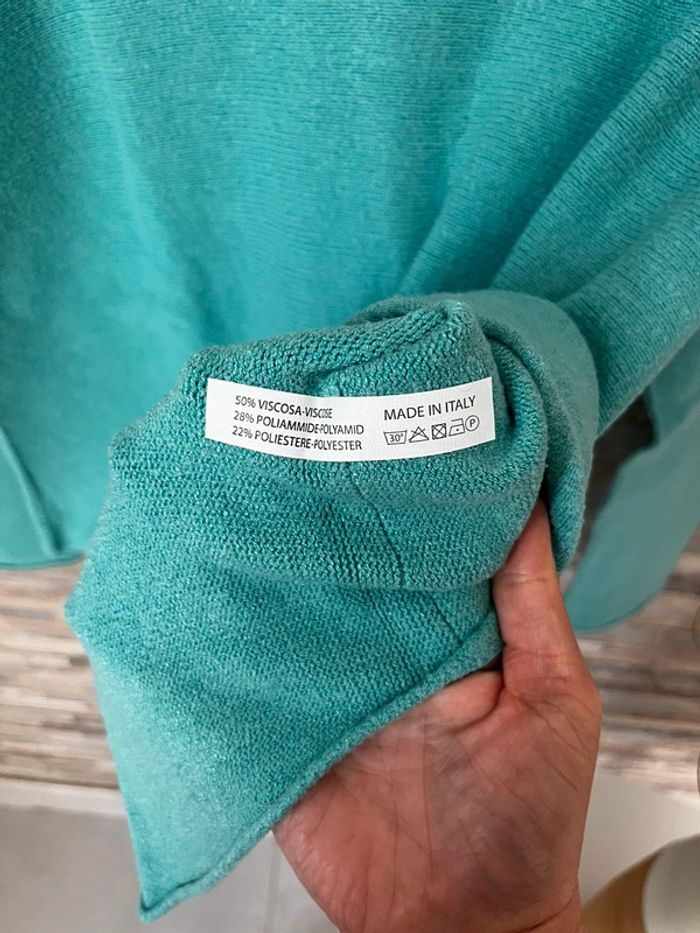 50% VISCOSA-VISCOSE
28% POLIAMMIDE-POLYAMID
22% POLIESTERE-POLYESTER
MADE IN ITALY
30° P